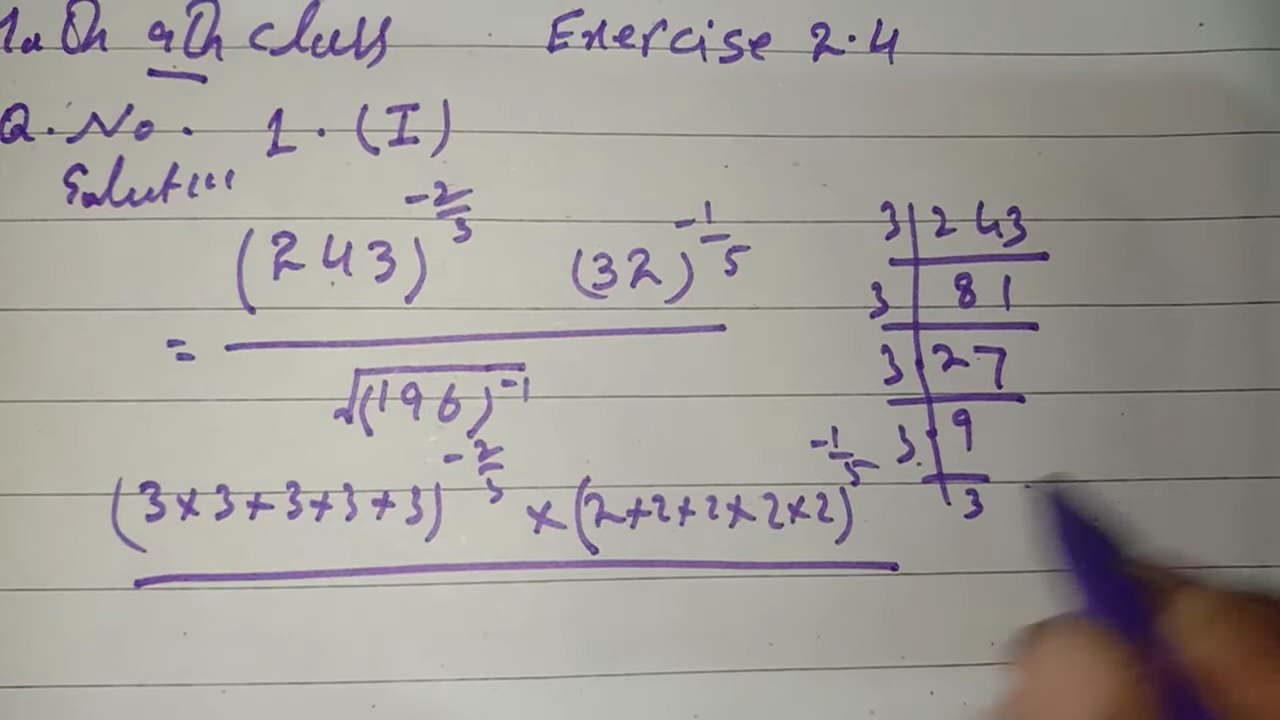 Math 9th class Exercise 2.4
Q.No. 1. (I)
Solution
= (243)^(-2/5) (32)^(-1/5) / √(196)^-1
(3×3×3×3×3)^(-2/5) × (2×2×2×2×2)^(-1/5)
3 | 243
3 | 81
3 | 27
3 | 9
3